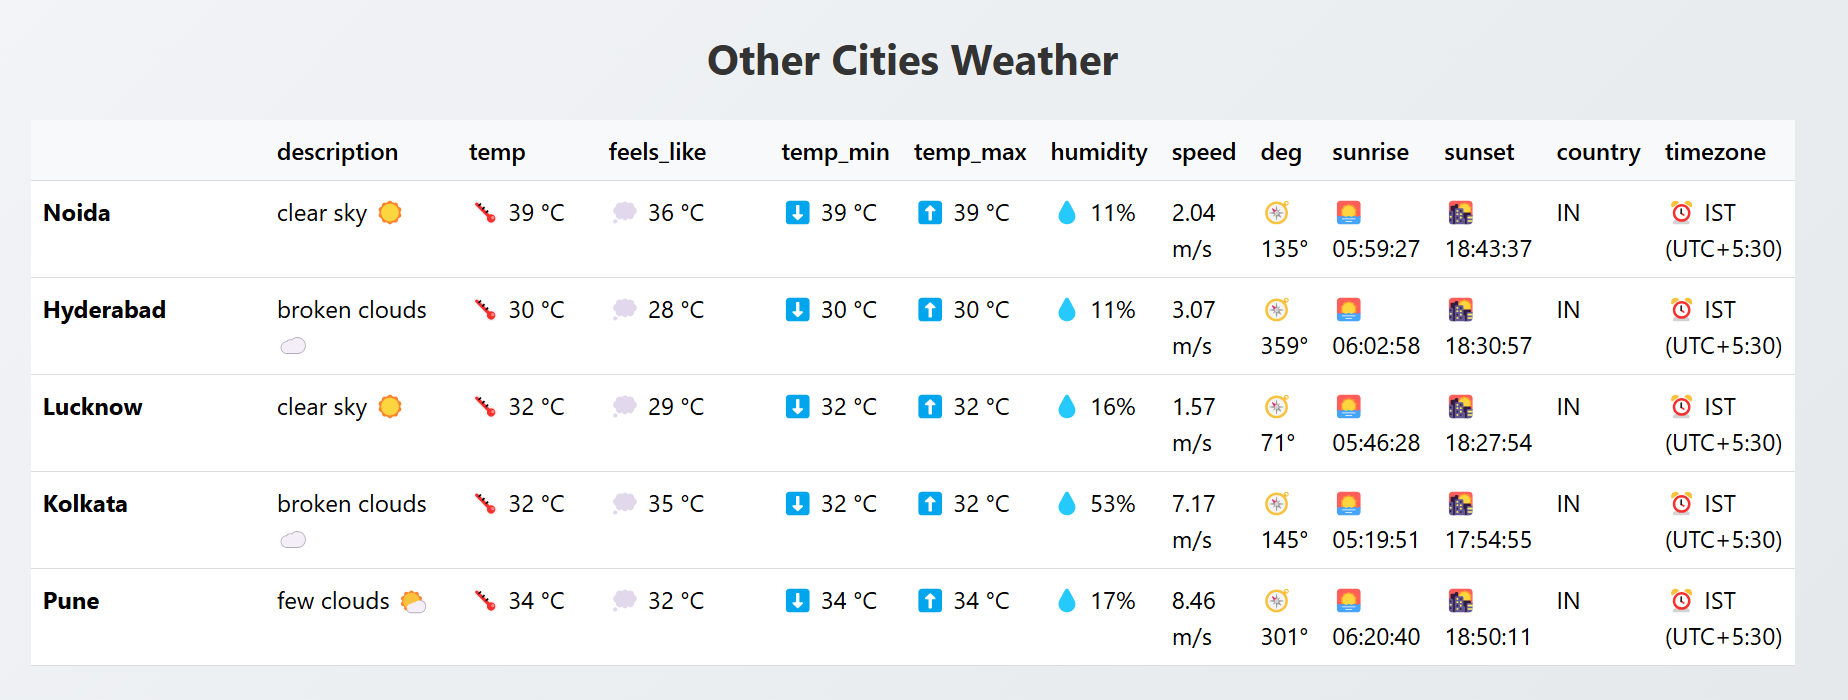 Other Cities Weather
description temp feels_like temp_min temp_max humidity speed deg sunrise sunset country timezone
Noida clear sky 39 °C 36 °C 39 °C 39 °C 11% 2.04 IN IST
m/s 135° 05:59:27 18:43:37 (UTC+5:30)
Hyderabad broken clouds 30 °C 28 °C 30 °C 30 °C 11% 3.07 IN IST
m/s 359° 06:02:58 18:30:57 (UTC+5:30)
Lucknow clear sky 32 °C 29 °C 32 °C 32 °C 16% 1.57 IN IST
m/s 71° 05:46:28 18:27:54 (UTC+5:30)
Kolkata broken clouds 32 °C 35 °C 32 °C 32 °C 53% 7.17 IN IST
m/s 145° 05:19:51 17:54:55 (UTC+5:30)
Pune few clouds 34 °C 32 °C 34 °C 34 °C 17% 8.46 IN IST
m/s 301° 06:20:40 18:50:11 (UTC+5:30)